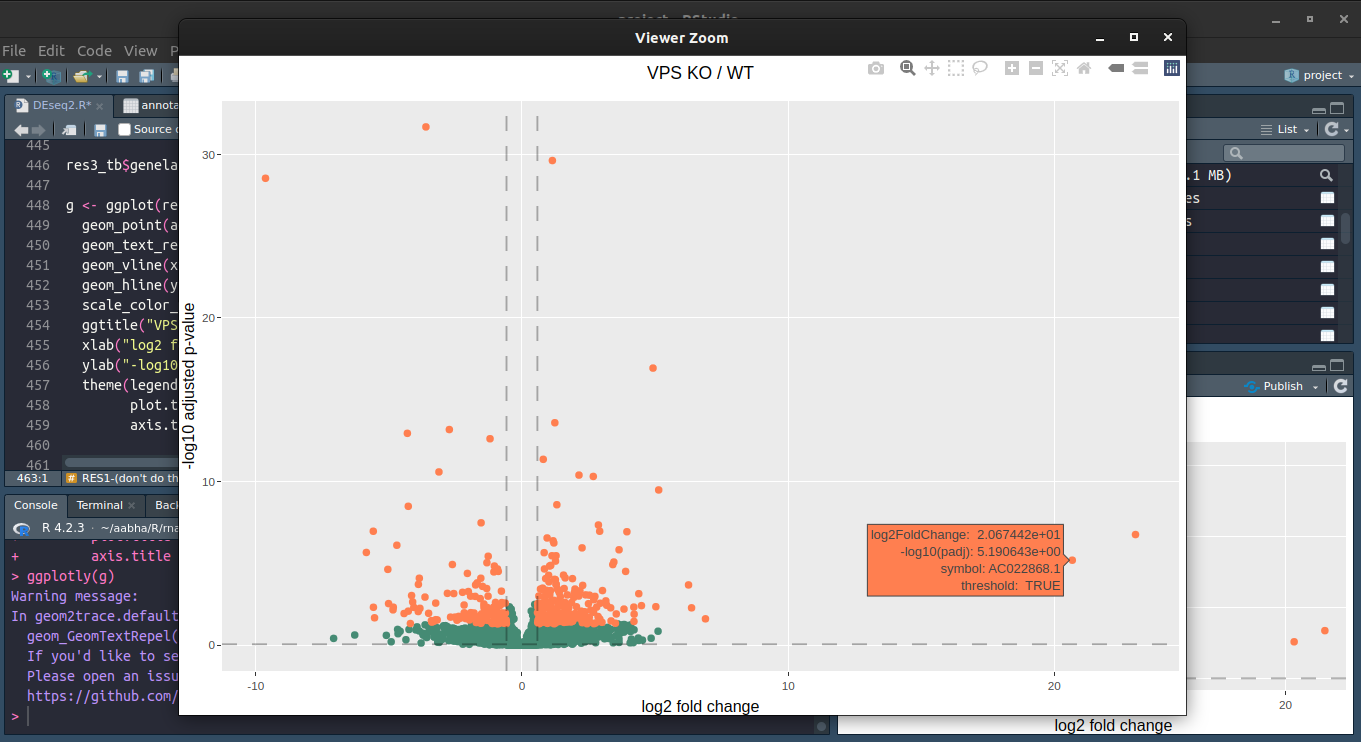 project - RStudio
Viewer Zoom
File Edit Code View P
project
DEseq2.R*
annota
Source o
List
VPS KO / WT
445
446 res3_tb$genela
447
448 g <- ggplot(re
449 geom_point(a
450 geom_text_re
451 geom_vline(x
452 geom_hline(y
453 scale_color_
454 ggtitle("VPS
455 xlab("log2 f
456 ylab("-log10
457 theme(legend
458 plot.t
459 axis.t
460
461
463:1 # RES1-(don't do th
Console Terminal Back
R 4.2.3 · ~/aabha/R/rna
+ axis.title
> ggplotly(g)
Warning message:
In geom2trace.default
geom_GeomTextRepel(
If you'd like to se
Please open an issu
https://github.com/
>
-log10 adjusted p-value
30
20
10
0
-10
0
10
20
log2 fold change
log2FoldChange: 2.067442e+01
-log10(padj): 5.190643e+00
symbol: AC022868.1
threshold: TRUE
.1 MB)
es
s
Publish
20
log2 fold change